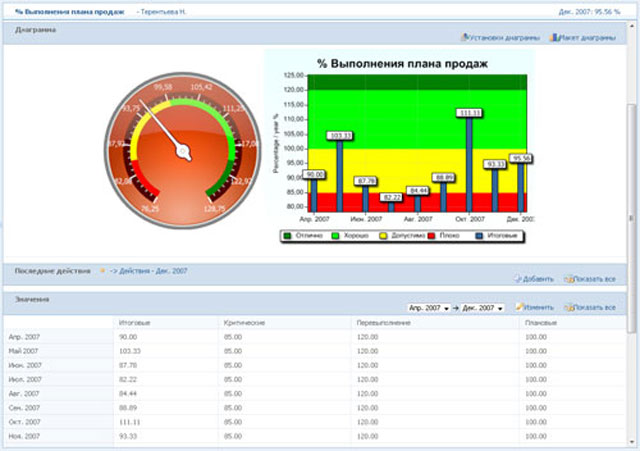 % Выполнения плана продаж - Терентьева Н. Дек. 2007: 95.56 %
Диаграмма
Установки диаграммы Макет диаграммы
93,75 99,58 105,42 111,25 117,08 122,92 128,75
87,92 82,08 76,25
% Выполнения плана продаж
Percentage / year %
125,00
120,00
115,00
110,00
105,00
100,00
95,00
90,00
85,00
80,00
90.00 103.33 87.78 82.22 84.44 88.89 111.11 93.33 95.56
Апр. 2007 Июн. 2007 Авг. 2007 Окт. 2007 Дек. 2007
Отлично Хорошо Допустимо Плохо Итоговые
Последние действия -> Действия - Дек. 2007
Добавить Показать все
Значения
Апр. 2007 Дек. 2007 Изменить Показать все
Итоговые Критические Перевыполнение Плановые
Апр. 2007 90.00 85.00 120.00 100.00
Май 2007 103.33 85.00 120.00 100.00
Июн. 2007 87.78 85.00 120.00 100.00
Июл. 2007 82.22 85.00 120.00 100.00
Авг. 2007 84.44 85.00 120.00 100.00
Сен. 2007 88.89 85.00 120.00 100.00
Окт. 2007 111.11 85.00 120.00 100.00
Ноя. 2007 93.33 85.00 120.00 100.00